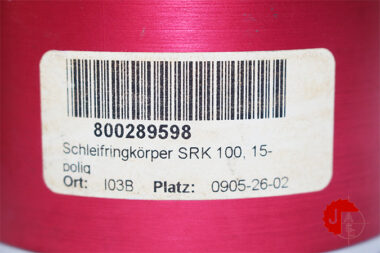 800289598
Schleifringkörper SRK 100, 15-
polig
Ort: I03B Platz: 0905-26-02